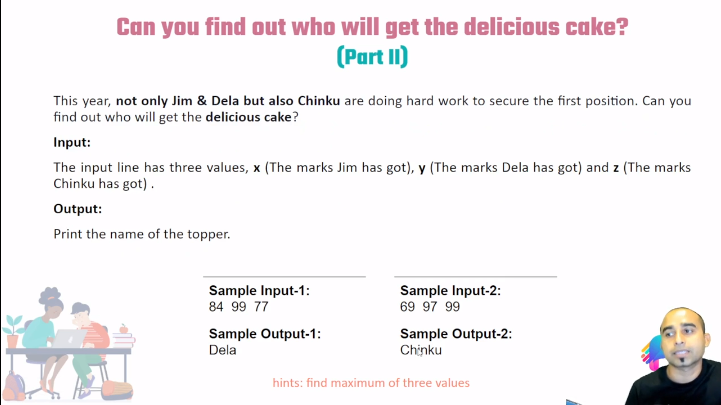 Can you find out who will get the delicious cake?
(Part II)
This year, not only Jim & Dela but also Chinku are doing hard work to secure the first position. Can you
find out who will get the delicious cake?
Input:
The input line has three values, x (The marks Jim has got), y (The marks Dela has got) and z (The marks
Chinku has got) .
Output:
Print the name of the topper.
Sample Input-1:
84 99 77
Sample Output-1:
Dela
Sample Input-2:
69 97 99
Sample Output-2:
Chinku
hints: find maximum of three values